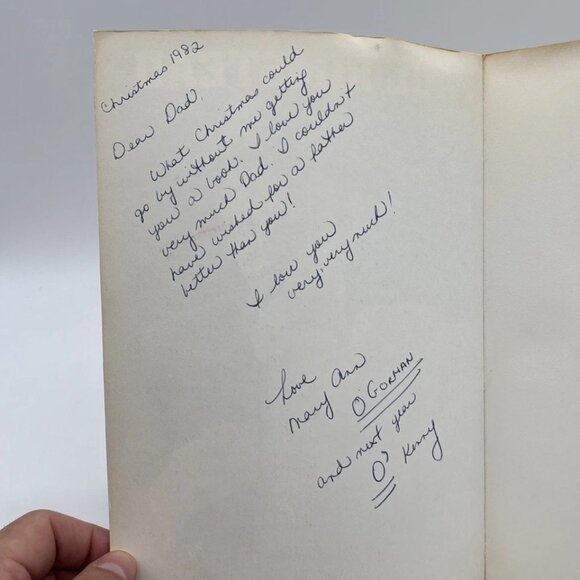 Christmas 1982
Dear Dad,
What Christmas could
go by without me getting
you a book. I love you
very much Dad. I couldn't
have wished for a father
better than you!
I love you
very, very much!
Love
Mary Ann
O'GORMAN
and next year
O' Kenny